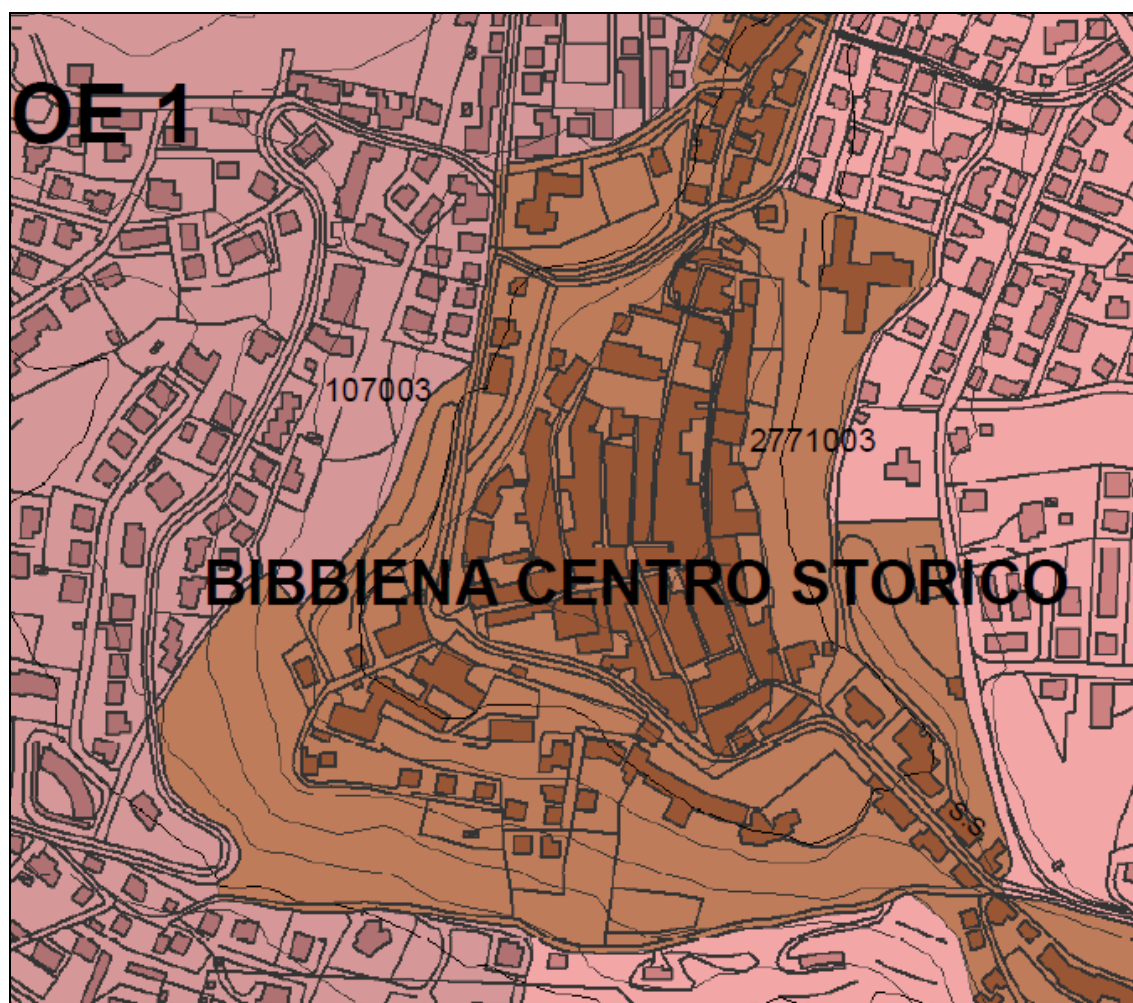 OE 1
107003
2771003
BIBBIENA CENTRO STORICO
S.S.